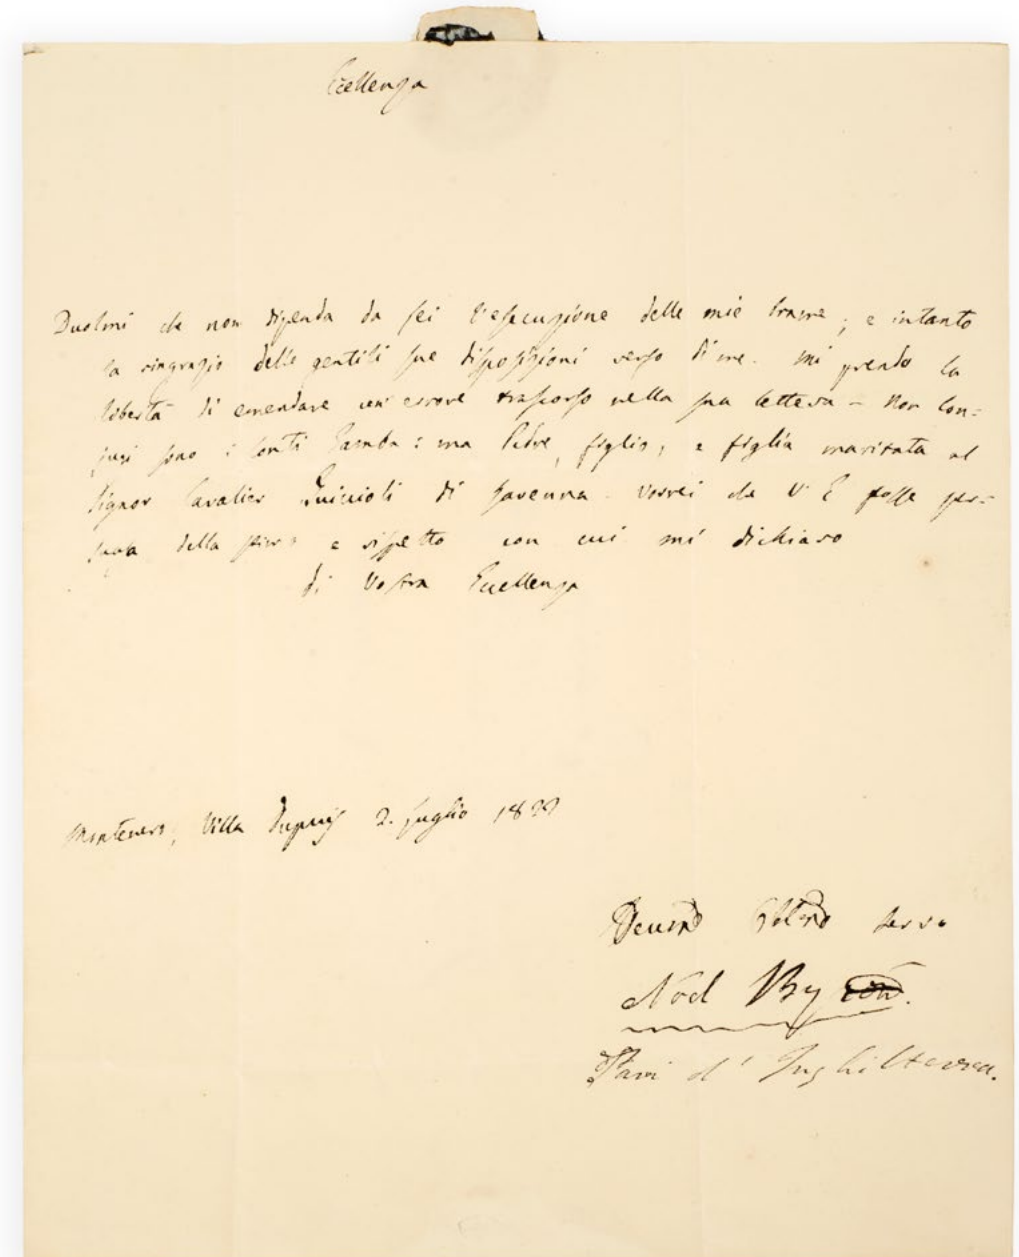 Eccellenza
Duolmi che non dipenda da Lei l'esecuzione delle mie brame; e intanto
la ringrazio delle gentili sue disposizioni verso di me. Mi prendo la
libertà di emendare un'errore trascorso nella sua lettera – Non Con=
jugi sono i Conti Gamba: ma Padre, figlio, e figlia maritata al
Signor Cavalier Guiccioli di Ravenna. Vorrei che V. E. fosse per=
suasa della stima e rispetto con cui mi dichiaro
di Vostra Eccellenza
Montenero, Villa Dupuy 2. Luglio 1822
Devmo Obbmo Servo
Noel Byron.
Pari d'Inghilterra.